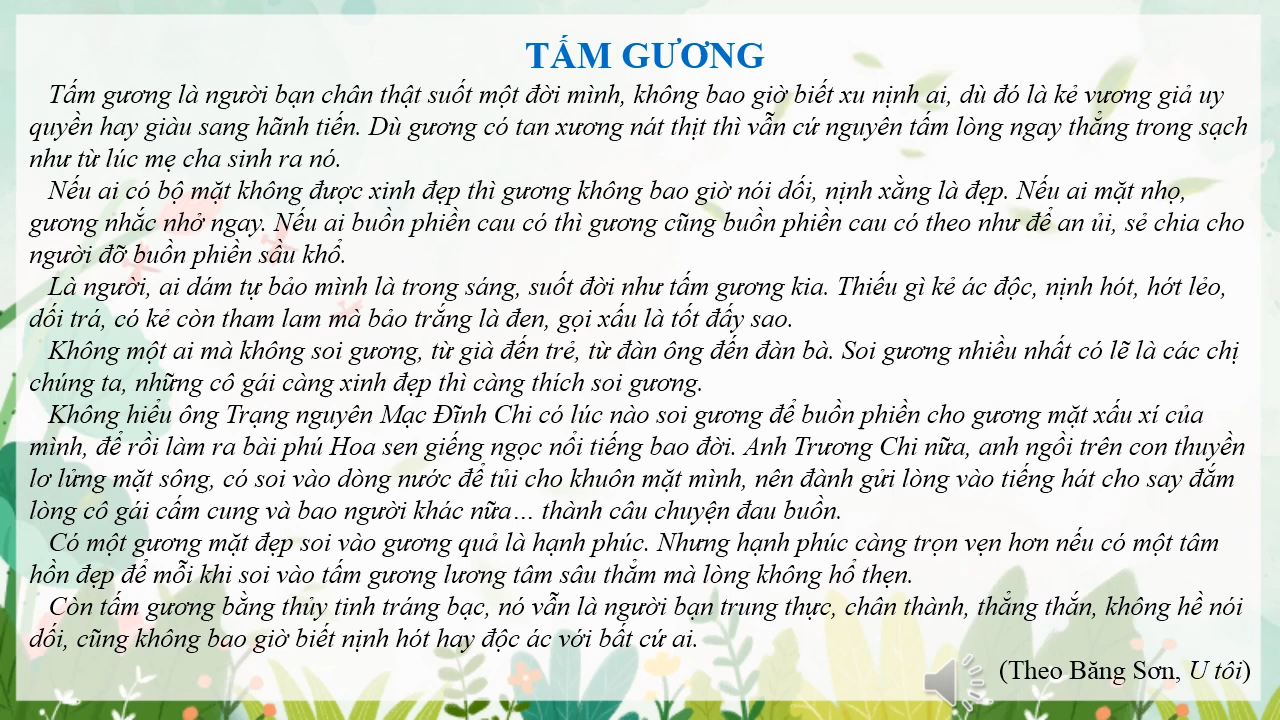 TẤM GƯƠNG
Tấm gương là người bạn chân thật suốt một đời mình, không bao giờ biết xu nịnh ai, dù đó là kẻ vương giả uy
quyền hay giàu sang hãnh tiến. Dù gương có tan xương nát thịt thì vẫn cứ nguyên tấm lòng ngay thẳng trong sạch
như từ lúc mẹ cha sinh ra nó.
Nếu ai có bộ mặt không được xinh đẹp thì gương không bao giờ nói dối, nịnh xằng là đẹp. Nếu ai mặt nhọ,
gương nhắc nhở ngay. Nếu ai buồn phiền cau có thì gương cũng buồn phiền cau có theo như để an ủi, sẻ chia cho
người đỡ buồn phiền sầu khổ.
Là người, ai dám tự bảo mình là trong sáng, suốt đời như tấm gương kia. Thiếu gì kẻ ác độc, nịnh hót, hớt lẻo,
dối trá, có kẻ còn tham lam mà bảo trắng là đen, gọi xấu là tốt đấy sao.
Không một ai mà không soi gương, từ già đến trẻ, từ đàn ông đến đàn bà. Soi gương nhiều nhất có lẽ là các chị
chúng ta, những cô gái càng xinh đẹp thì càng thích soi gương.
Không hiểu ông Trạng nguyên Mạc Đĩnh Chi có lúc nào soi gương để buồn phiền cho gương mặt xấu xí của
mình, để rồi làm ra bài phú Hoa sen giếng ngọc nổi tiếng bao đời. Anh Trương Chi nữa, anh ngồi trên con thuyền
lơ lửng mặt sông, có soi vào dòng nước để tủi cho khuôn mặt mình, nên đành gửi lòng vào tiếng hát cho say đắm
lòng cô gái cấm cung và bao người khác nữa… thành câu chuyện đau buồn.
Có một gương mặt đẹp soi vào gương quả là hạnh phúc. Nhưng hạnh phúc càng trọn vẹn hơn nếu có một tâm
hồn đẹp để mỗi khi soi vào tấm gương lương tâm sâu thẳm mà lòng không hổ thẹn.
Còn tấm gương bằng thủy tinh tráng bạc, nó vẫn là người bạn trung thực, chân thành, thẳng thắn, không hề nói
dối, cũng không bao giờ biết nịnh hót hay độc ác với bất cứ ai.
(Theo Băng Sơn, U tôi)